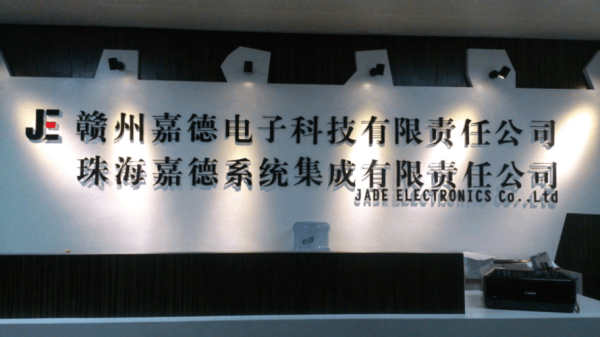 JE 赣州嘉德电子科技有限责任公司
珠海嘉德系统集成有限责任公司
JADE ELECTRONICS Co.,Ltd